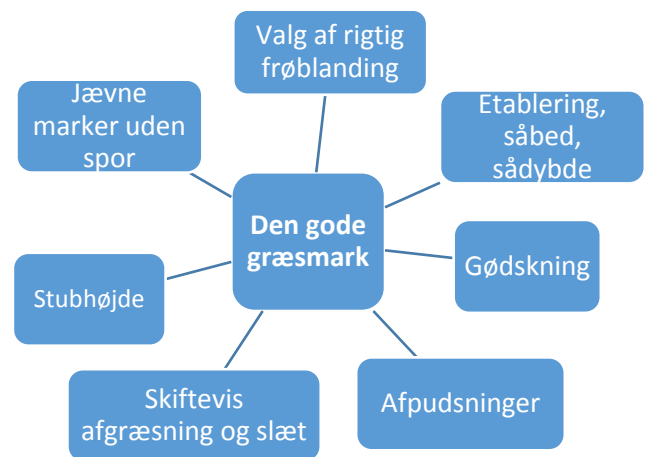 Valg af rigtig
frøblanding
Etablering,
såbed,
sådybde
Gødskning
Afpudsninger
Skiftevis
afgræsning og slæt
Stubhøjde
Jævne
marker uden
spor
Den gode
græsmark